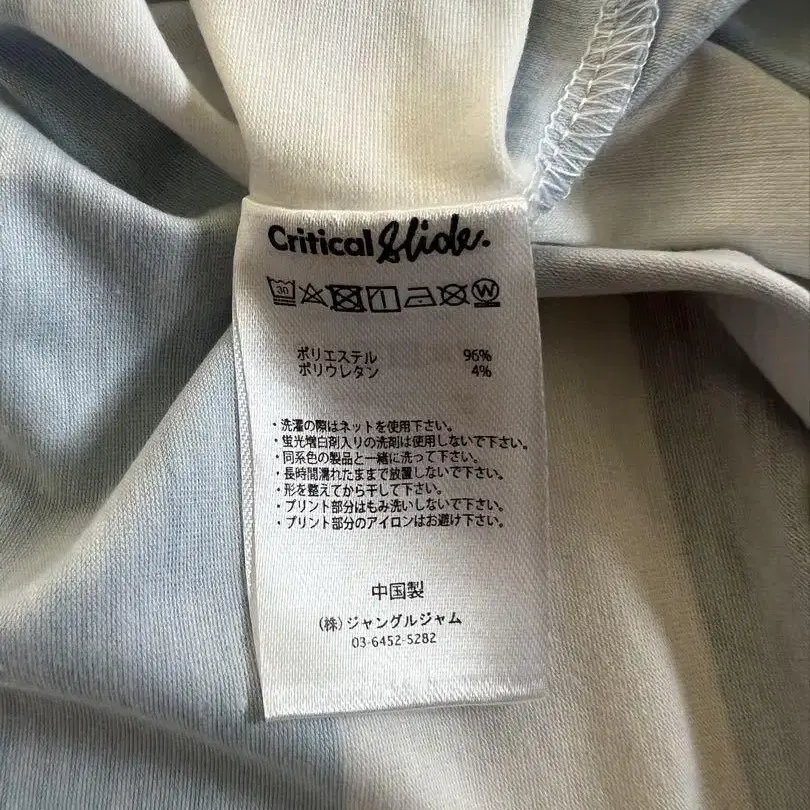 Critical Slide.
30 W
ポリエステル 96%
ポリウレタン 4%
・洗濯の際はネットを使用下さい。
・蛍光増白剤入りの洗剤は使用しないで下さい。
・同系色の製品と一緒に洗って下さい。
・長時間濡れたままで放置しないで下さい。
・形を整えてから干して下さい。
・プリント部分はもみ洗いしないで下さい。
・プリント部分のアイロンはお避け下さい。
中国製
(株)ジャングルジャム
03-6452-5282